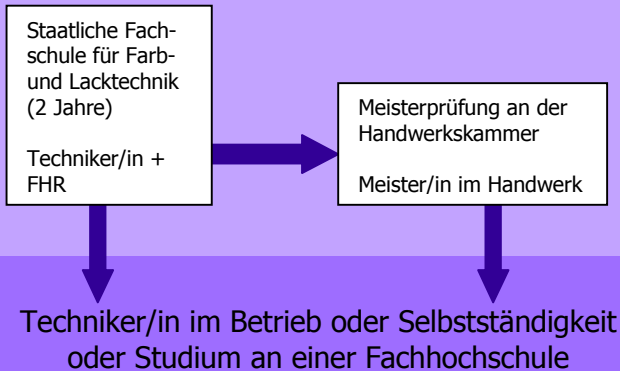 Staatliche Fach-
schule für Farb-
und Lacktechnik
(2 Jahre)
Techniker/in +
FHR
Meisterprüfung an der
Handwerkskammer
Meister/in im Handwerk
Techniker/in im Betrieb oder Selbstständigkeit
oder Studium an einer Fachhochschule